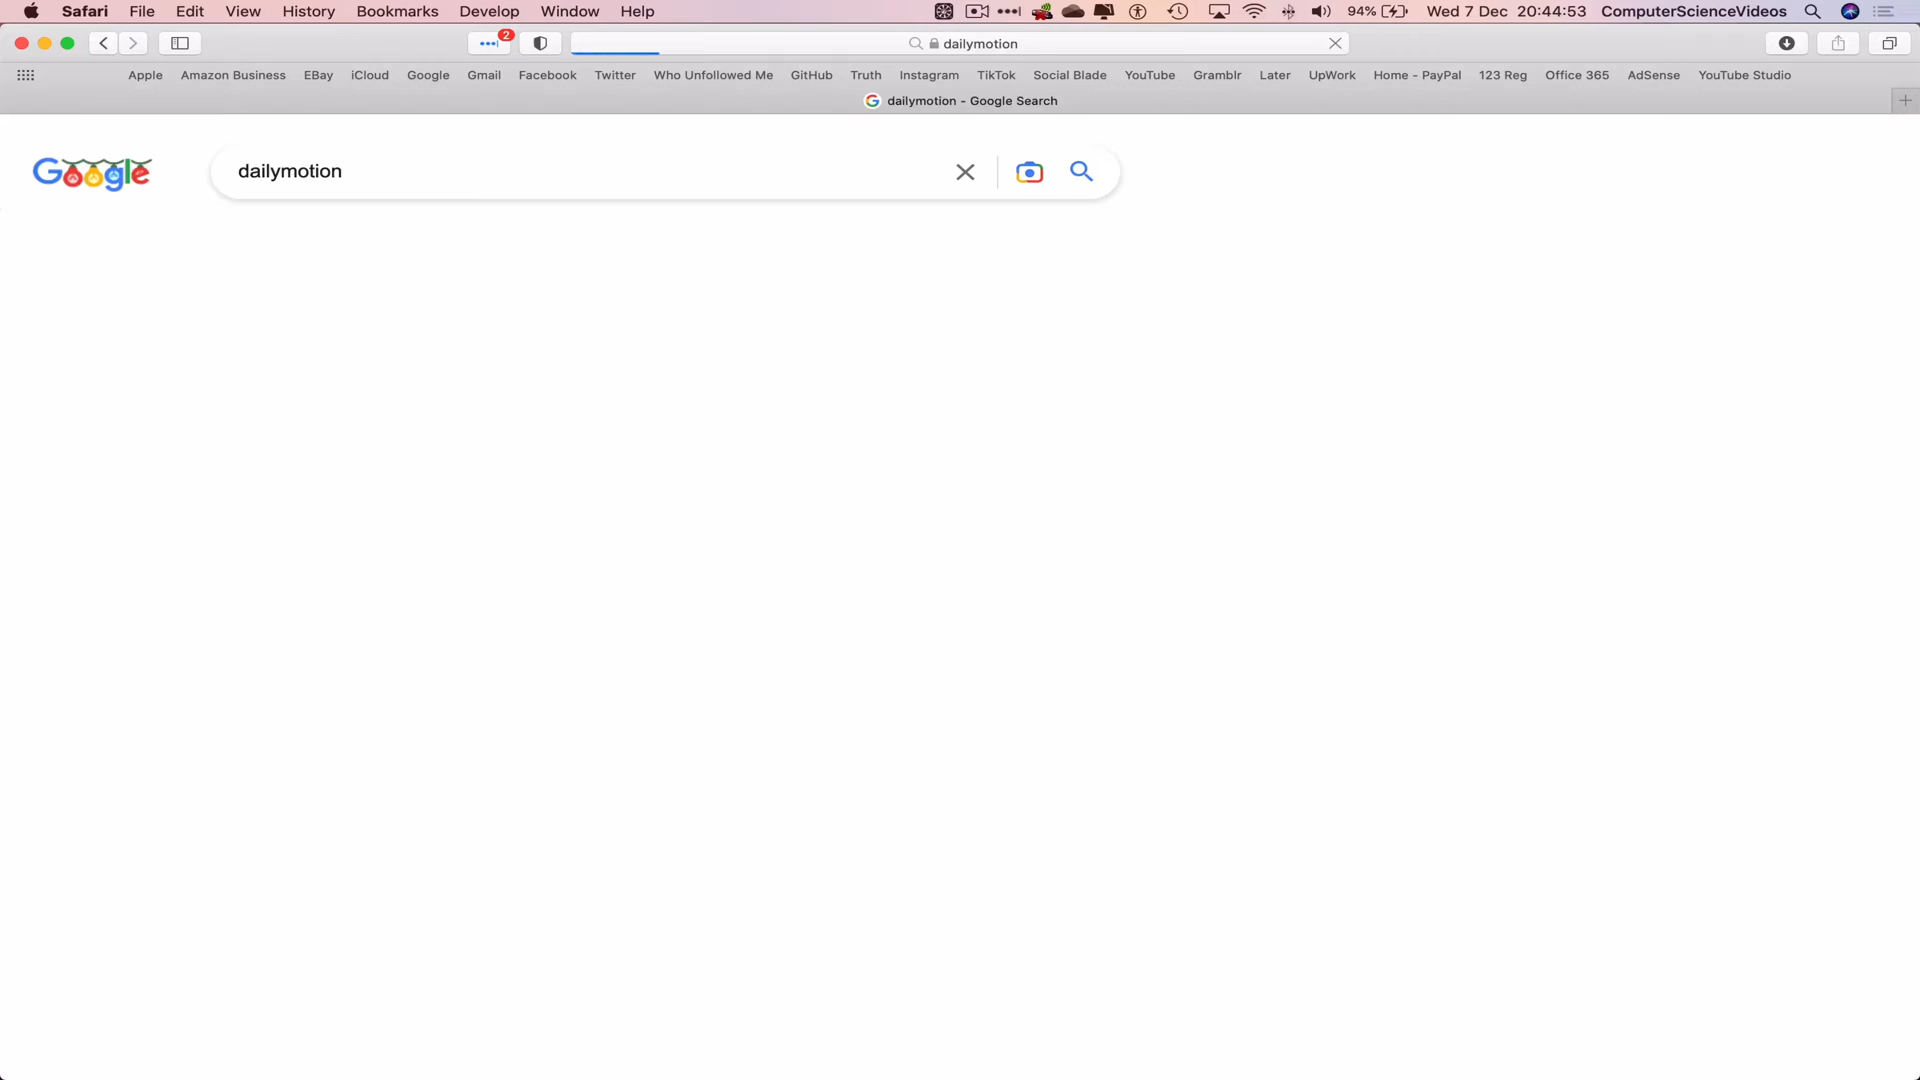 Safari File Edit View History Bookmarks Develop Window Help 94% Wed 7 Dec 20:44:53 ComputerScienceVideos
2 dailymotion
Apple Amazon Business EBay iCloud Google Gmail Facebook Twitter Who Unfollowed Me GitHub Truth Instagram TikTok Social Blade YouTube Gramblr Later UpWork Home - PayPal 123 Reg Office 365 AdSense YouTube Studio
dailymotion - Google Search
Google dailymotion